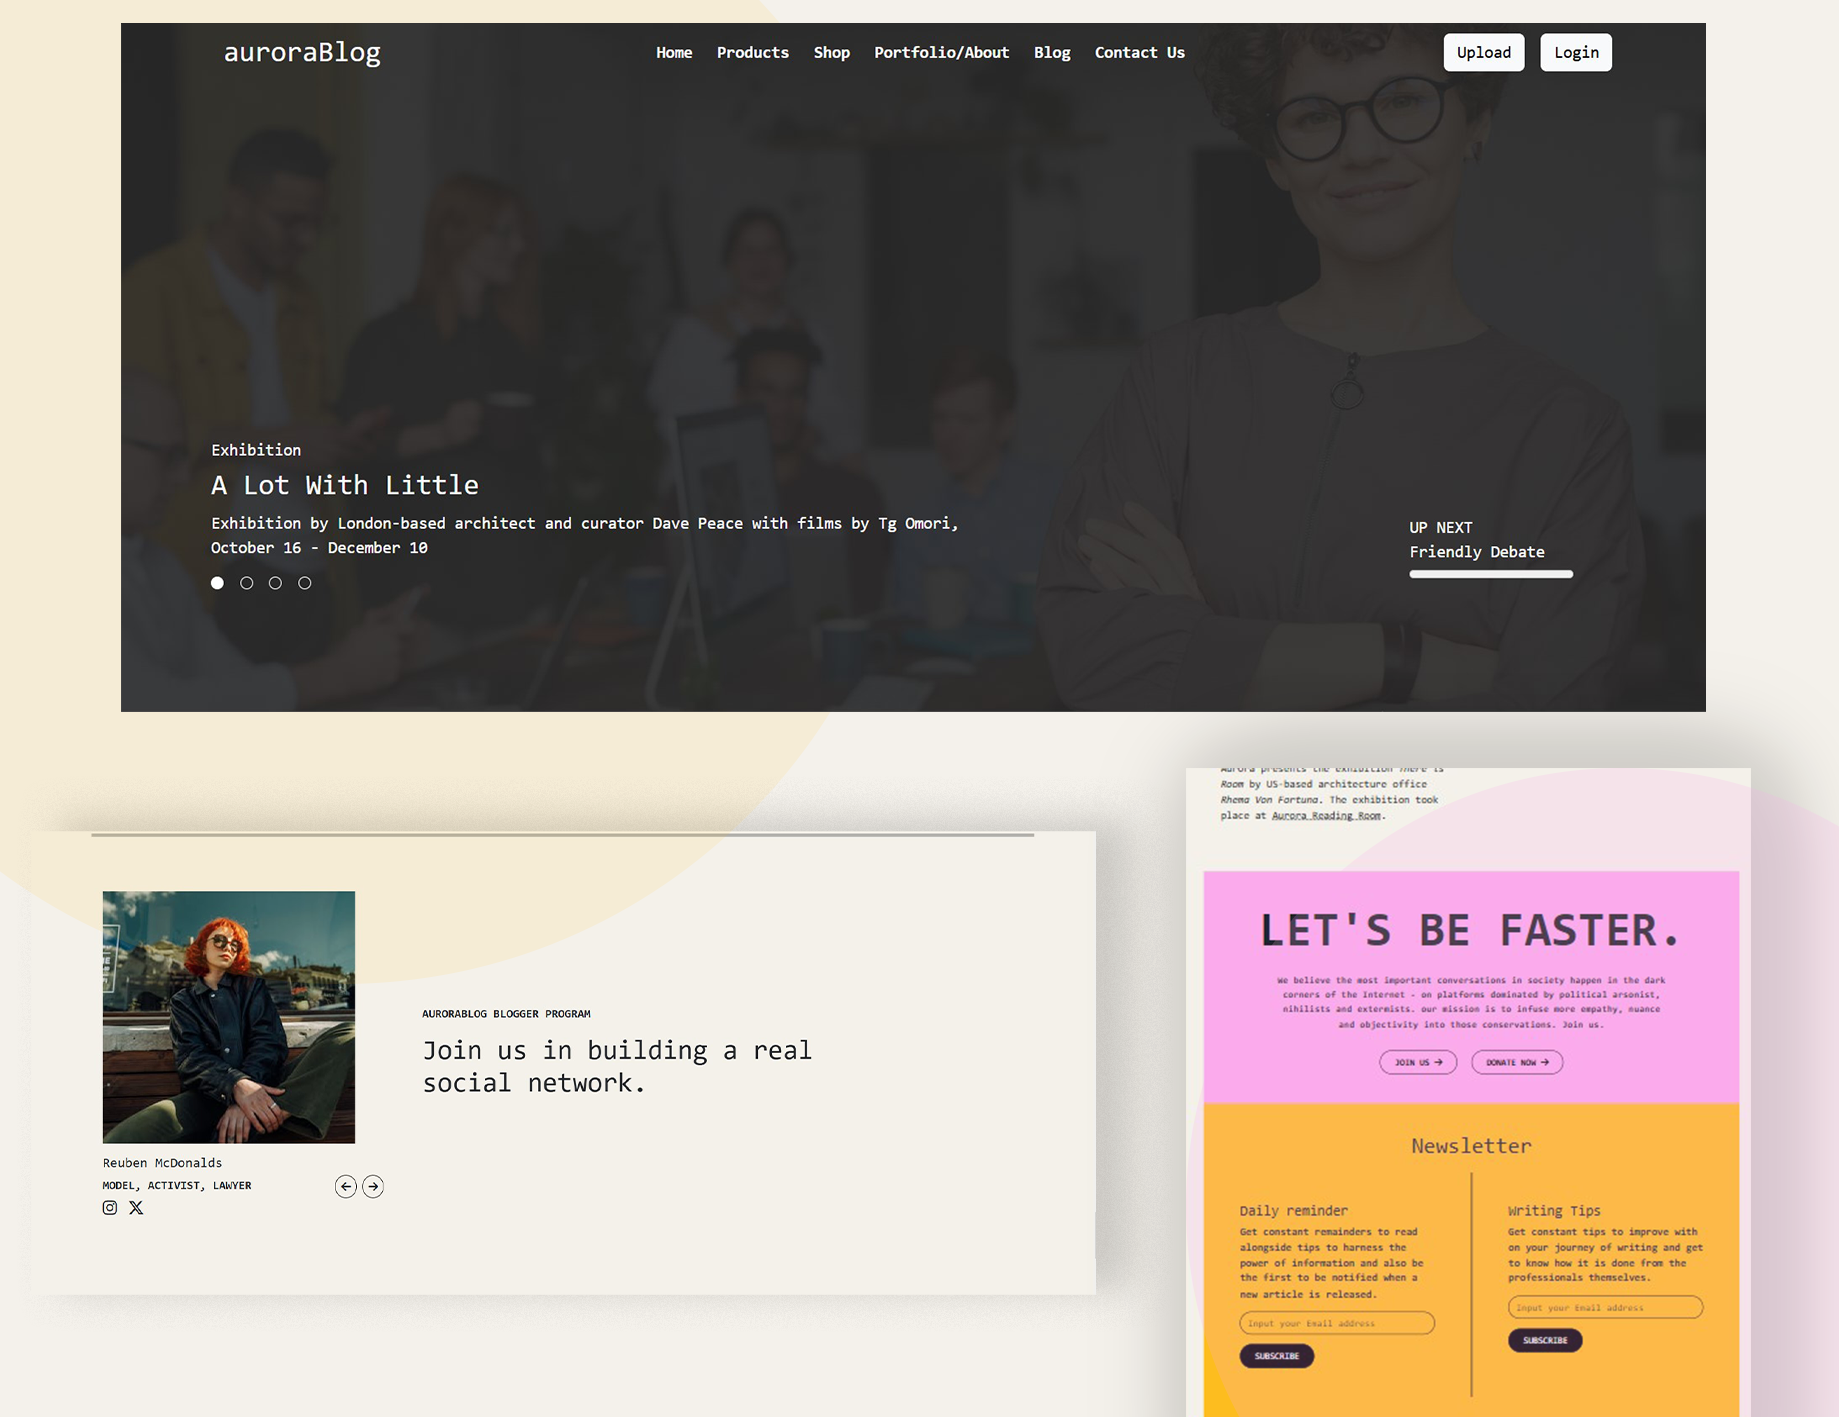 auroraBlog
Home Products Shop Portfolio/About Blog Contact Us
Upload Login
Exhibition
A Lot With Little
Exhibition by London-based architect and curator Dave Peace with films by Tg Omori,
October 16 - December 10
UP NEXT
Friendly Debate
Aurora presents the exhibition There is
Room by US-based architecture office
Rhema Von Fortuna. The exhibition took
place at Aurora Reading Room.
LET'S BE FASTER.
We believe the most important conversations in society happen in the dark
corners of the internet - on platforms dominated by political arsonist,
nihilists and extermists. our mission is to infuse more empathy, nuance
and objectivity into those conservations. Join us.
JOIN US → DONATE NOW →
AURORABLOG BLOGGER PROGRAM
Join us in building a real
social network.
Reuben McDonalds
MODEL, ACTIVIST, LAWYER
Newsletter
Daily reminder
Get constant remainders to read
alongside tips to harness the
power of information and also be
the first to be notified when a
new article is released.
Input your Email address
SUBSCRIBE
Writing Tips
Get constant tips to improve with
on your journey of writing and get
to know how it is done from the
professionals themselves.
Input your Email address
SUBSCRIBE